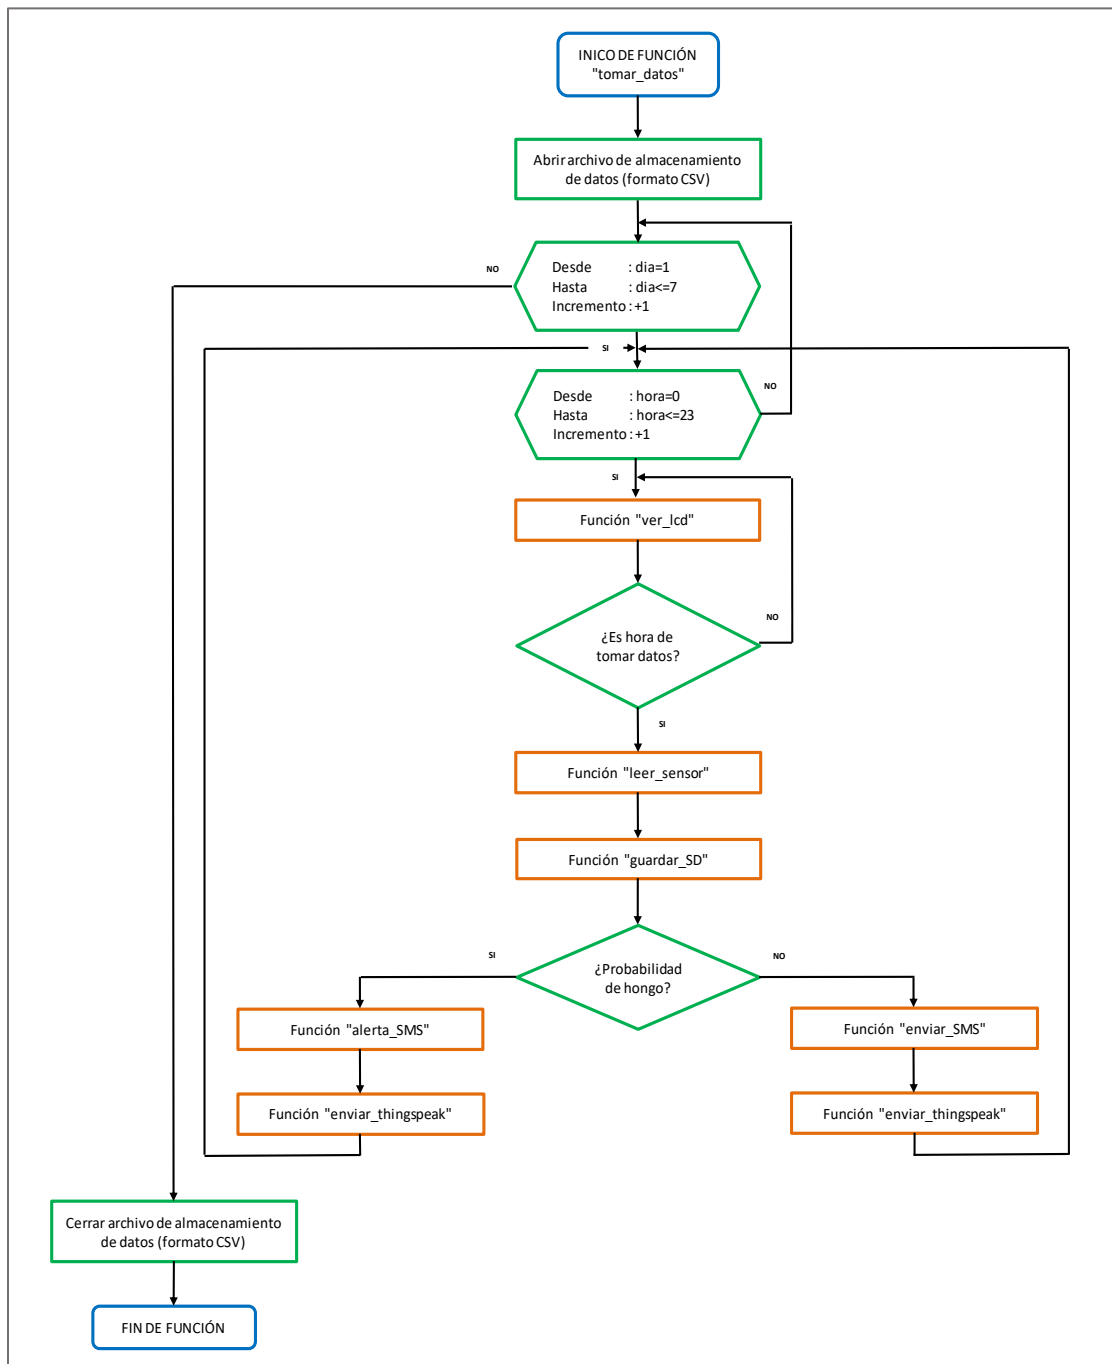 INICO DE FUNCIÓN
"tomar_datos"
Abrir archivo de almacenamiento
de datos (formato CSV)
NO
Desde : dia=1
Hasta : dia<=7
Incremento : +1
SI
Desde : hora=0
Hasta : hora<=23
Incremento : +1
NO
SI
Función "ver_lcd"
¿Es hora de
tomar datos?
NO
SI
Función "leer_sensor"
Función "guardar_SD"
¿Probabilidad
de hongo?
SI
NO
Función "alerta_SMS"
Función "enviar_SMS"
Función "enviar_thingspeak"
Función "enviar_thingspeak"
Cerrar archivo de almacenamiento
de datos (formato CSV)
FIN DE FUNCIÓN